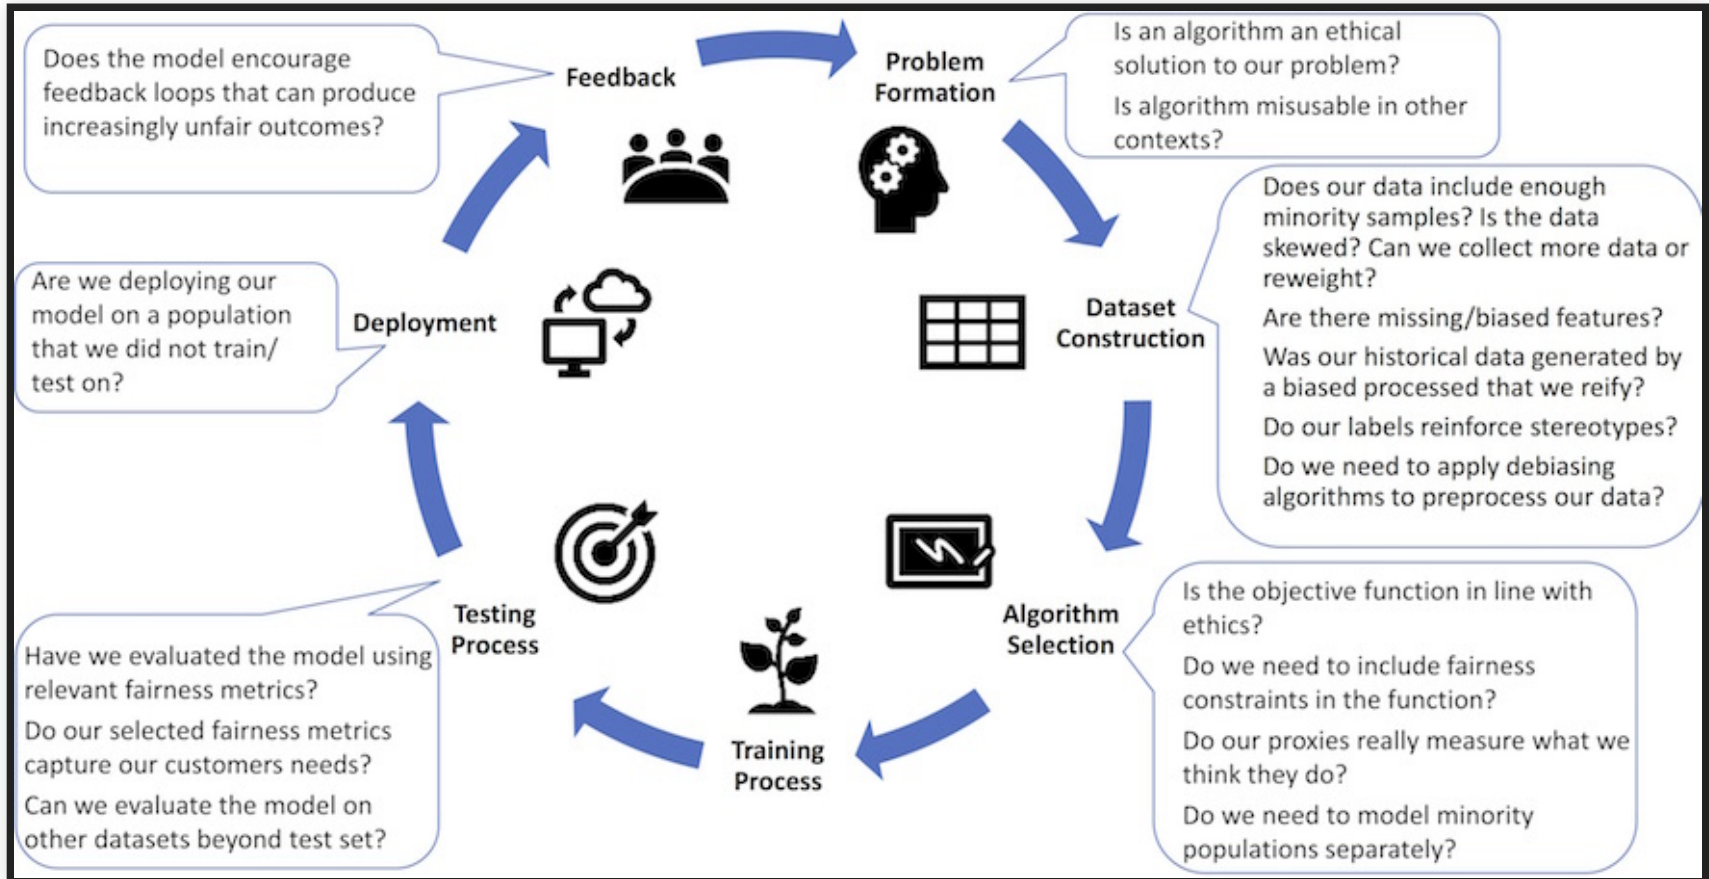 Feedback
Does the model encourage
feedback loops that can produce
increasingly unfair outcomes?
Problem
Formation
Is an algorithm an ethical
solution to our problem?
Is algorithm misusable in other
contexts?
Dataset
Construction
Does our data include enough
minority samples? Is the data
skewed? Can we collect more data or
reweight?
Are there missing/biased features?
Was our historical data generated by
a biased processed that we reify?
Do our labels reinforce stereotypes?
Do we need to apply debiasing
algorithms to preprocess our data?
Algorithm
Selection
Is the objective function in line with
ethics?
Do we need to include fairness
constraints in the function?
Do our proxies really measure what we
think they do?
Do we need to model minority
populations separately?
Training
Process
Testing
Process
Have we evaluated the model using
relevant fairness metrics?
Do our selected fairness metrics
capture our customers needs?
Can we evaluate the model on
other datasets beyond test set?
Deployment
Are we deploying our
model on a population
that we did not train/
test on?